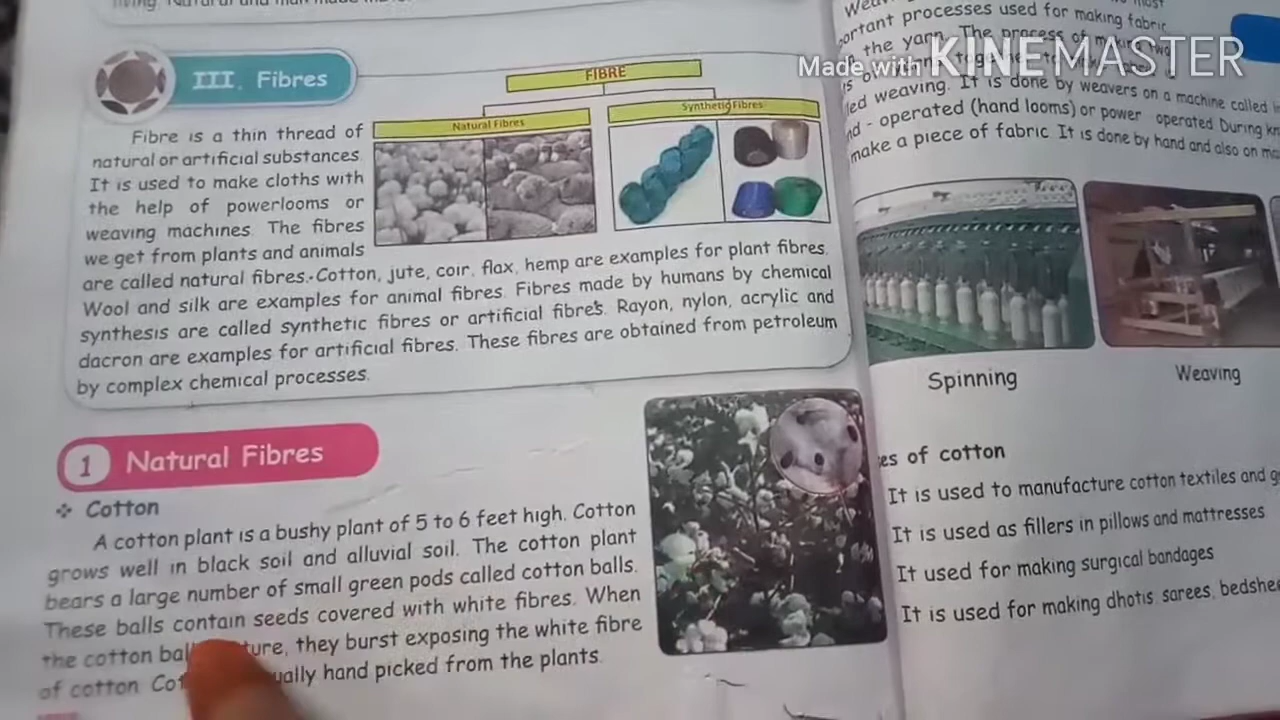 living. Natural and man made
III. Fibres
FIBRE
Natural Fibres
Synthetic Fibres
Fibre is a thin thread of
natural or artificial substances.
It is used to make cloths with
the help of powerlooms or
weaving machines. The fibres
we get from plants and animals
are called natural fibres. Cotton, jute, coir, flax, hemp are examples for plant fibres.
Wool and silk are examples for animal fibres. Fibres made by humans by chemical
synthesis are called synthetic fibres or artificial fibres. Rayon, nylon, acrylic and
dacron are examples for artificial fibres. These fibres are obtained from petroleum
by complex chemical processes.
1 Natural Fibres
❖ Cotton
A cotton plant is a bushy plant of 5 to 6 feet high. Cotton
grows well in black soil and alluvial soil. The cotton plant
bears a large number of small green pods called cotton balls.
These balls contain seeds covered with white fibres. When
the cotton they burst exposing the white fibre
of cotton. hand picked from the plants.
processes used for making fabric
the yarn. The process of
weaving. It is done by weavers on a machine called
operated (hand looms) or power operated. During
make a piece of fabric. It is done by hand and also on
Spinning
Weaving
of cotton
It is used to manufacture cotton textiles and
It is used as fillers in pillows and mattresses
It used for making surgical bandages
It is used for making dhotis, sarees,
Made with KINEMASTER